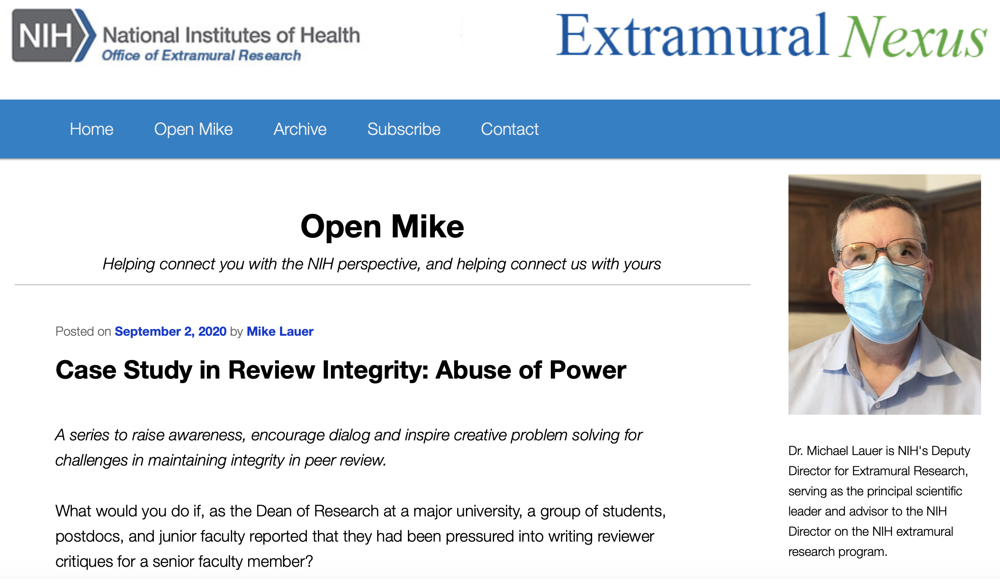 NIH National Institutes of Health
Office of Extramural Research
Extramural Nexus
Home Open Mike Archive Subscribe Contact
Open Mike
Helping connect you with the NIH perspective, and helping connect us with yours
Posted on September 2, 2020 by Mike Lauer
Case Study in Review Integrity: Abuse of Power
A series to raise awareness, encourage dialog and inspire creative problem solving for
challenges in maintaining integrity in peer review.
What would you do if, as the Dean of Research at a major university, a group of students,
postdocs, and junior faculty reported that they had been pressured into writing reviewer
critiques for a senior faculty member?
Dr. Michael Lauer is NIH's Deputy
Director for Extramural Research,
serving as the principal scientific
leader and advisor to the NIH
Director on the NIH extramural
research program.